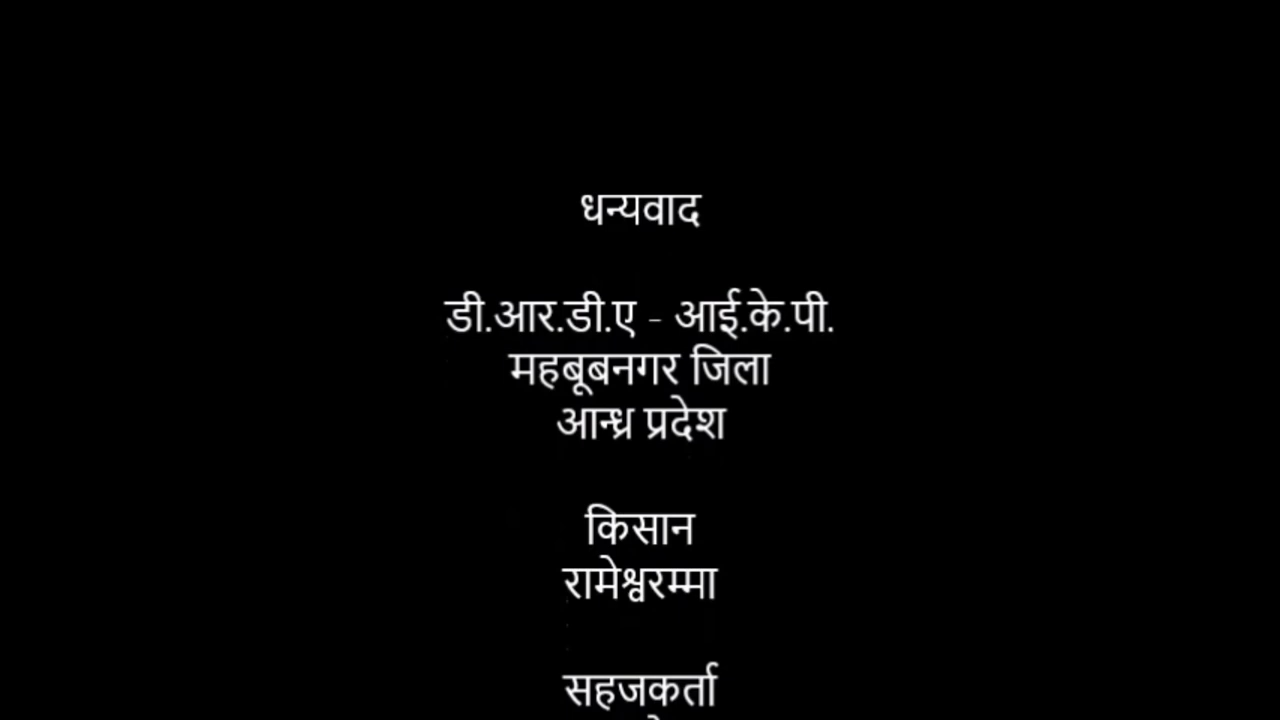 धन्यवाद
डी.आर.डी.ए - आई.के.पी.
महबूबनगर जिला
आन्ध्र प्रदेश
किसान
रामेश्वरम्मा
सहजकर्ता